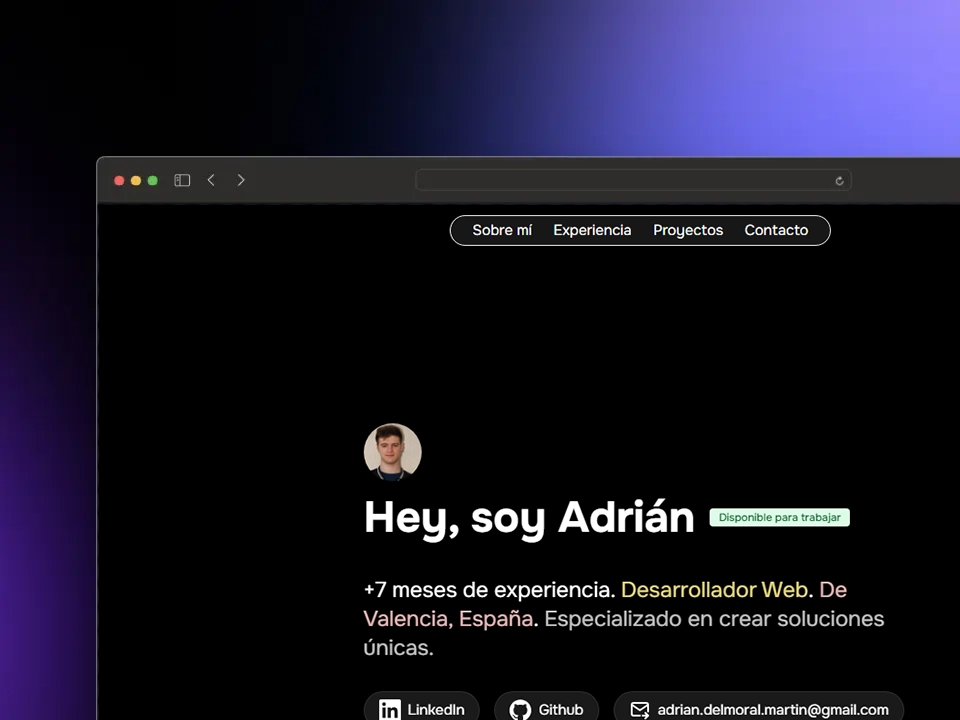 Sobre mí Experiencia Proyectos Contacto
Hey, soy Adrián Disponible para trabajar
+7 meses de experiencia. Desarrollador Web. De
Valencia, España. Especializado en crear soluciones
únicas.
LinkedIn Github adrian.delmoral.martin@gmail.com